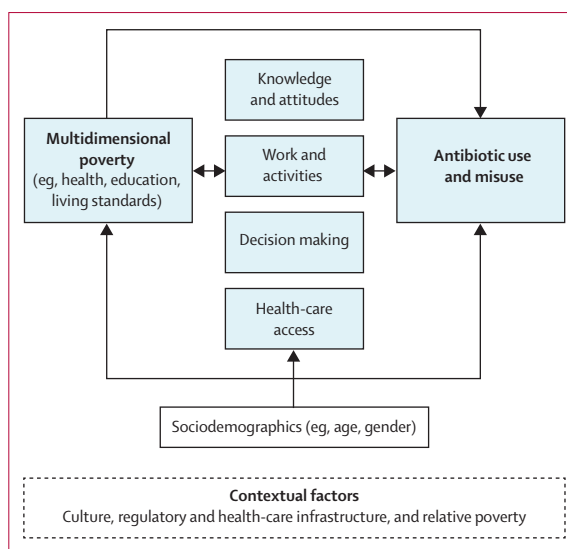 Knowledge
and attitudes
Multidimensional
poverty
(eg, health, education,
living standards)
Work and
activities
Antibiotic use
and misuse
Decision making
Health-care
access
Sociodemographics (eg, age, gender)
Contextual factors
Culture, regulatory and health-care infrastructure, and relative poverty